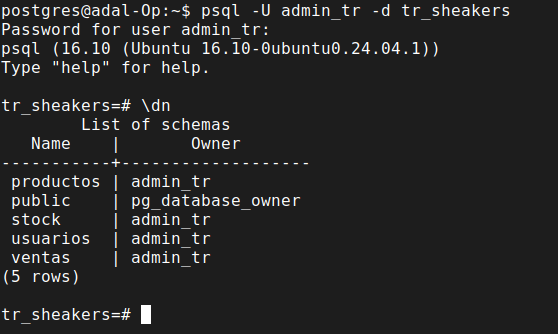 postgres@adal-Op:~$ psql -U admin_tr -d tr_sheakers
Password for user admin_tr:
psql (16.10 (Ubuntu 16.10-0ubuntu0.24.04.1))
Type "help" for help.

tr_sheakers=# \dn
        List of schemas
   Name    |       Owner
-----------+-------------------
 productos | admin_tr
 public    | pg_database_owner
 stock     | admin_tr
 usuarios  | admin_tr
 ventas    | admin_tr
(5 rows)

tr_sheakers=#